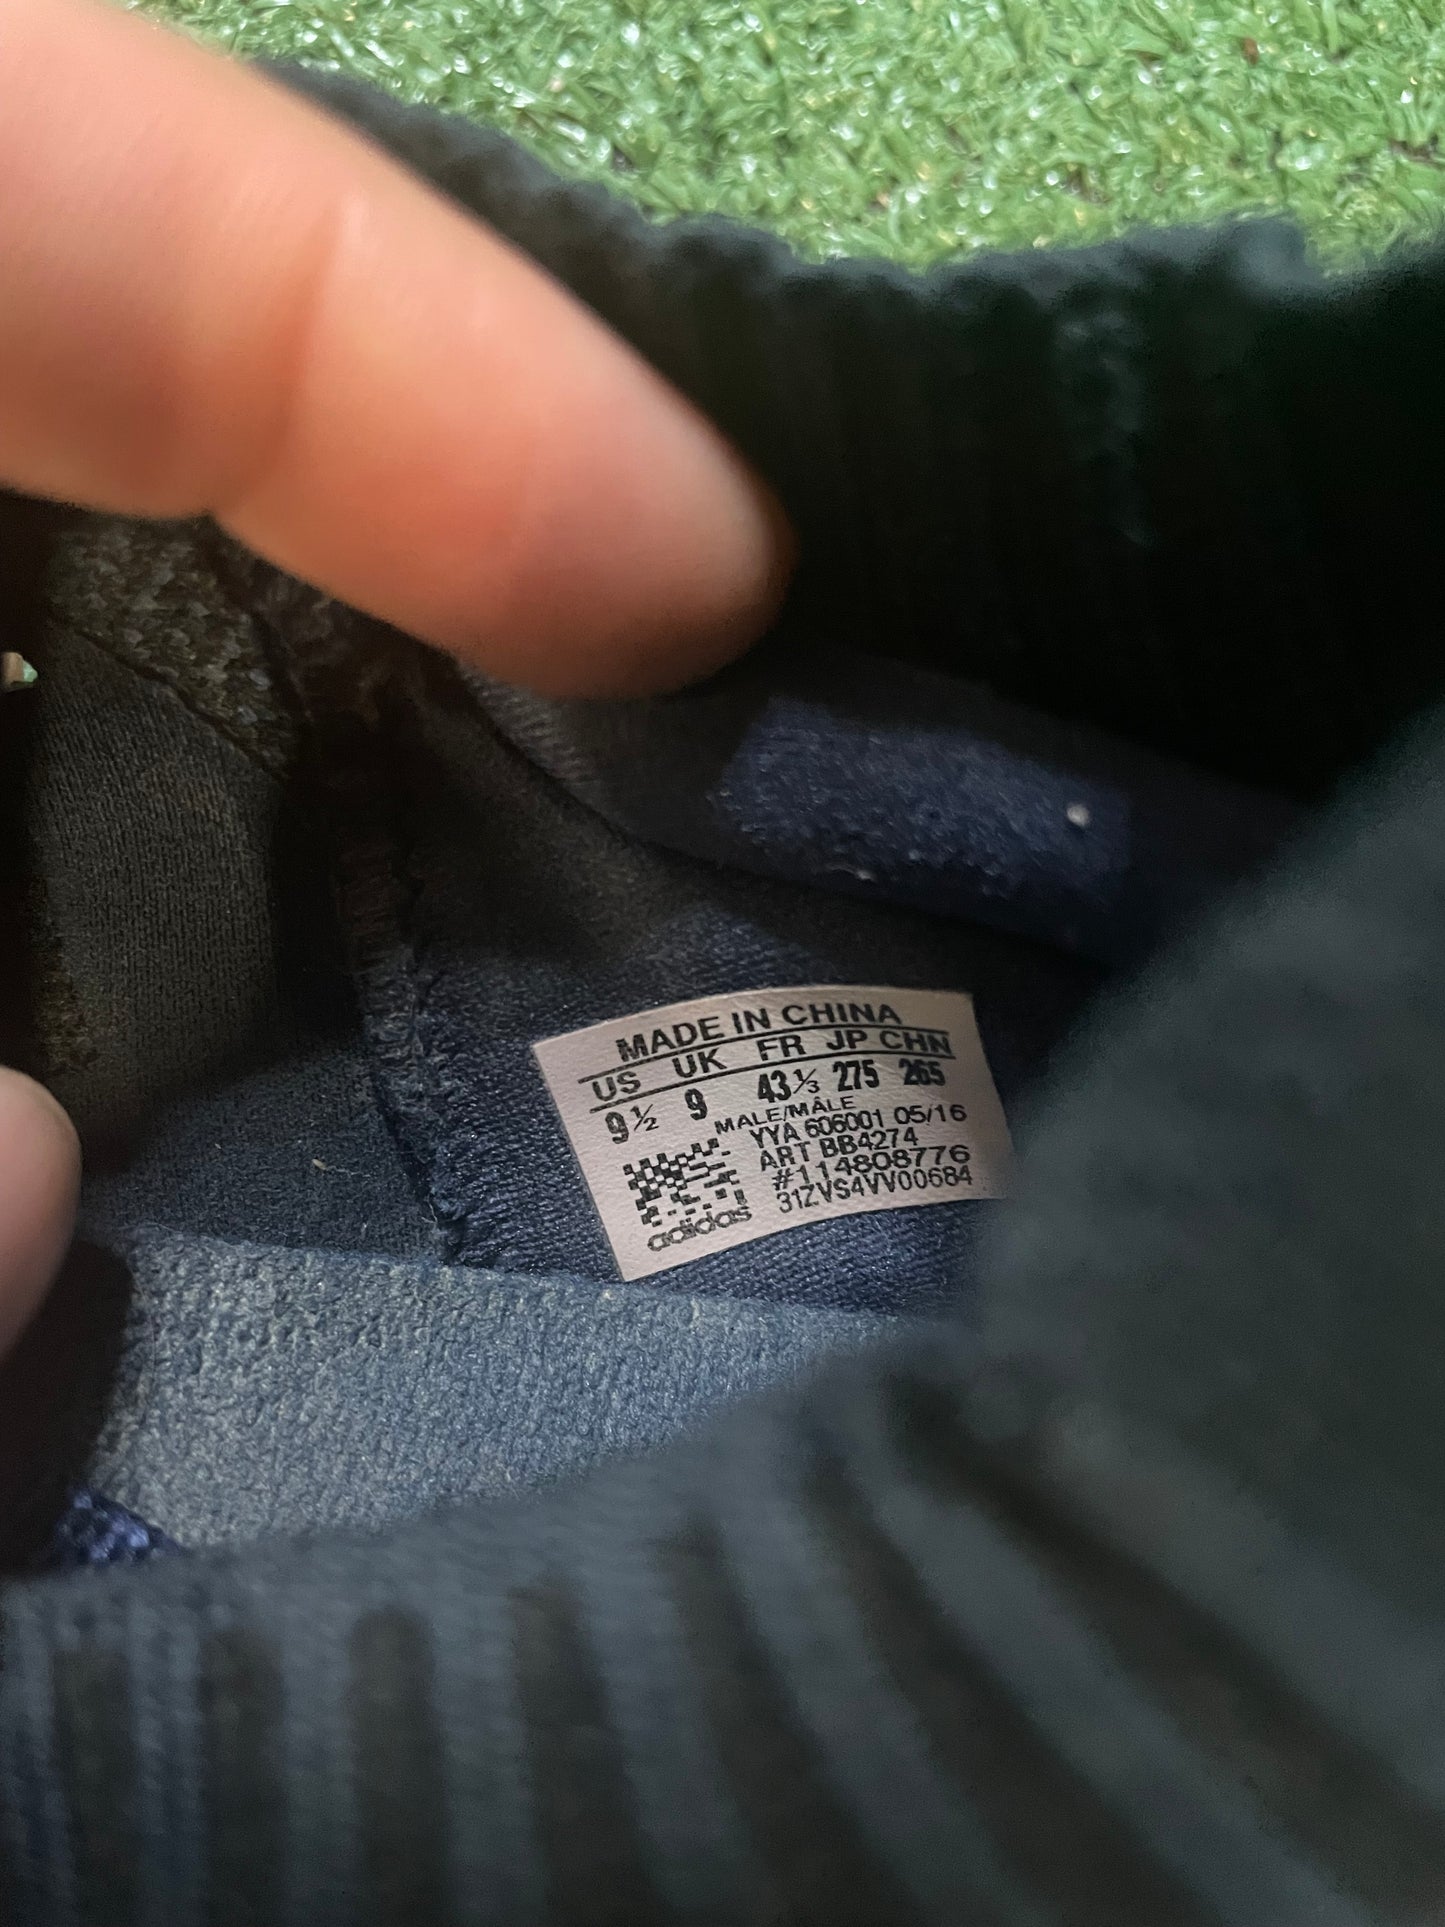 MADE IN CHINA
US UK FR JP CHN
9½ 9 43⅓ 275 265
MALE/MÂLE
YYA 606001 05/16
ART BB4274
#114808776
31ZVS4VV00684
adidas